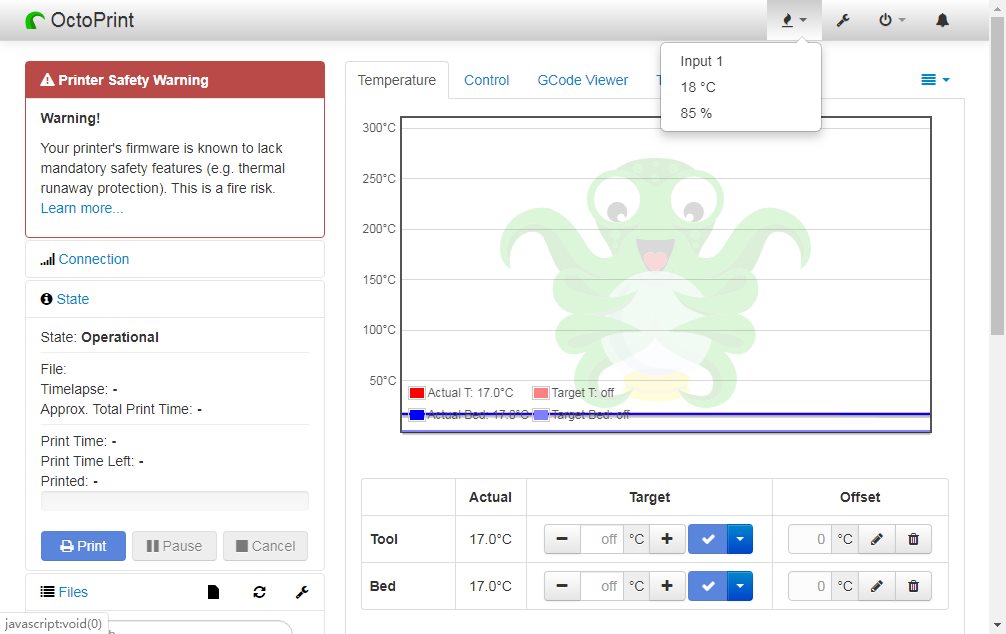 OctoPrint
Input 1
18 °C
85 %
Printer Safety Warning
Warning!
Your printer's firmware is known to lack
mandatory safety features (e.g. thermal
runaway protection). This is a fire risk.
Learn more...
Connection
State
State: Operational
File:
Timelapse: -
Approx. Total Print Time: -
Print Time: -
Print Time Left: -
Printed: -
Print Pause Cancel
Files
javascript:void(0)
Temperature Control GCode Viewer
300°C
250°C
200°C
150°C
100°C
50°C
Actual T: 17.0°C Target T: off
Actual Bed: 17.0°C Target Bed: off
Actual Target Offset
Tool 17.0°C off °C 0 °C
Bed 17.0°C off °C 0 °C